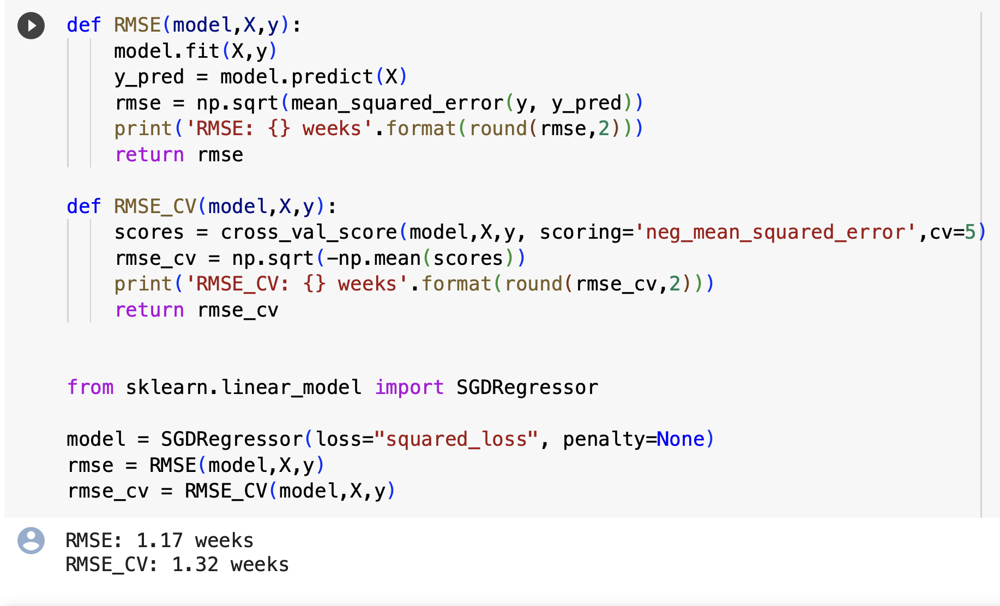 def RMSE(model,X,y):
    model.fit(X,y)
    y_pred = model.predict(X)
    rmse = np.sqrt(mean_squared_error(y, y_pred))
    print('RMSE: {} weeks'.format(round(rmse,2)))
    return rmse
def RMSE_CV(model,X,y):
    scores = cross_val_score(model,X,y, scoring='neg_mean_squared_error',cv=5)
    rmse_cv = np.sqrt(-np.mean(scores))
    print('RMSE_CV: {} weeks'.format(round(rmse_cv,2)))
    return rmse_cv
from sklearn.linear_model import SGDRegressor
model = SGDRegressor(loss="squared_loss", penalty=None)
rmse = RMSE(model,X,y)
rmse_cv = RMSE_CV(model,X,y)
RMSE: 1.17 weeks
RMSE_CV: 1.32 weeks